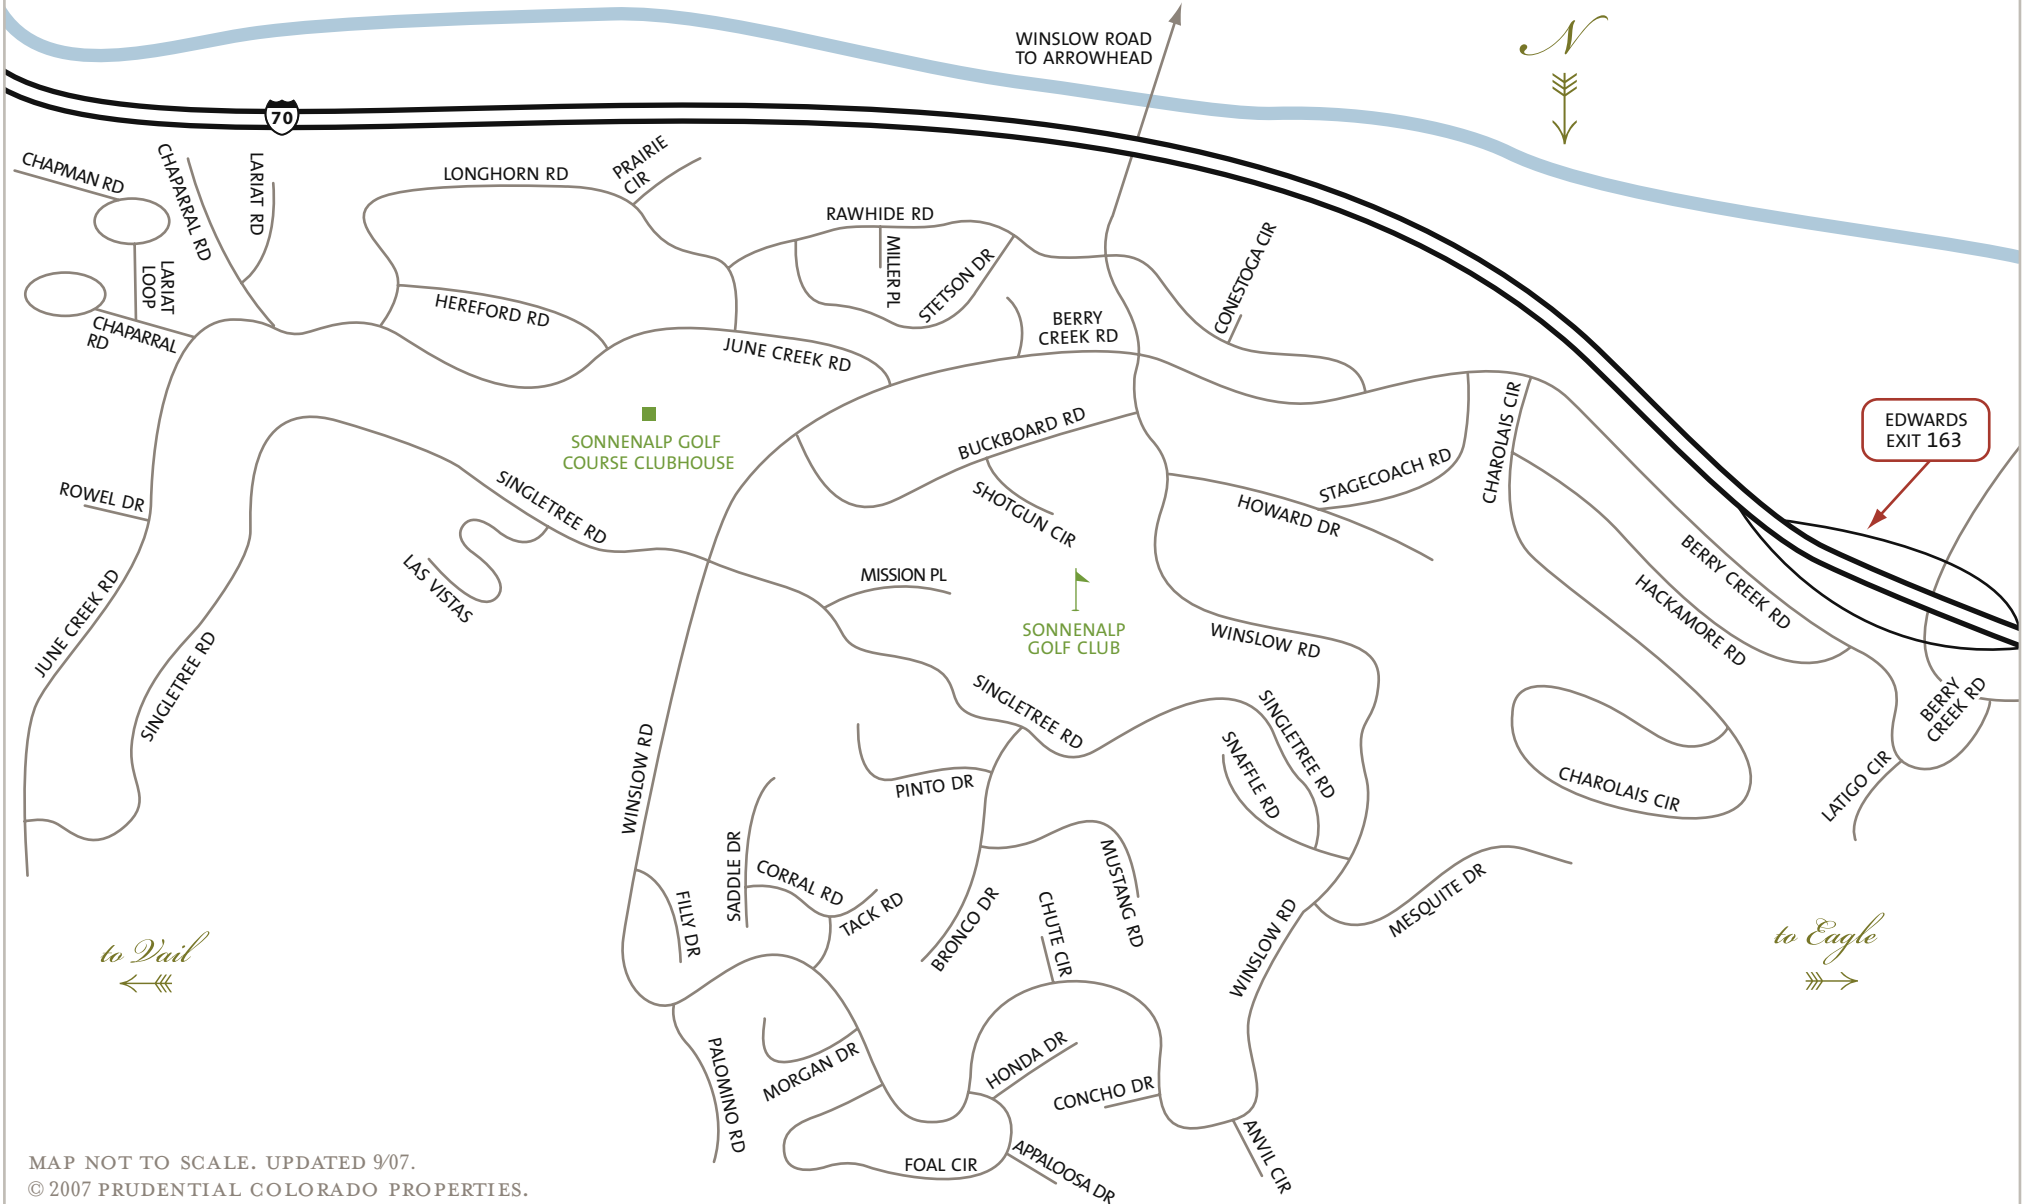 WINSLOW ROAD
TO ARROWHEAD
N
70
CHAPMAN RD
CHAPARRAL RD
LARIAT RD
LONGHORN RD
PRAIRIE
CIR
RAWHIDE RD
MILLER PL
STETSON DR
CONESTOGA CIR
LARIAT
LOOP
CHAPARRAL
RD
HEREFORD RD
JUNE CREEK RD
BERRY
CREEK RD
SONNENALP GOLF
COURSE CLUBHOUSE
BUCKBOARD RD
SHOTGUN CIR
STAGECOACH RD
HOWARD DR
CHAROLAIS CIR
EDWARDS
EXIT 163
ROWEL DR
SINGLETREE RD
LAS VISTAS
MISSION PL
SONNENALP
GOLF CLUB
BERRY CREEK RD
HACKAMORE RD
JUNE CREEK RD
SINGLETREE RD
WINSLOW RD
SINGLETREE RD
SINGLETREE RD
SNAFFLE RD
BERRY
CREEK RD
WINSLOW RD
PINTO DR
CHAROLAIS CIR
LATIGO CIR
SADDLE DR
CORRAL RD
TACK RD
FILLY DR
BRONCO DR
MUSTANG RD
CHUTE CIR
MESQUITE DR
WINSLOW RD
to Vail
to Eagle
PALOMINO RD
MORGAN DR
HONDA DR
CONCHO DR
ANVIL CIR
FOAL CIR
APPALOOSA DR
MAP NOT TO SCALE. UPDATED 9/07.
© 2007 PRUDENTIAL COLORADO PROPERTIES.